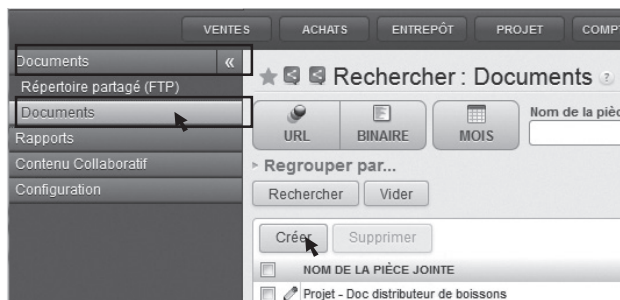 VENTES ACHATS ENTREPÔT PROJET COMPT
Documents «
Répertoire partagé (FTP)
Documents
Rapports
Contenu Collaboratif
Configuration
Rechercher : Documents ?
URL BINAIRE MOIS
Nom de la pièc
Regrouper par...
Rechercher Vider
Créer Supprimer
NOM DE LA PIÈCE JOINTE
Projet - Doc distributeur de boissons